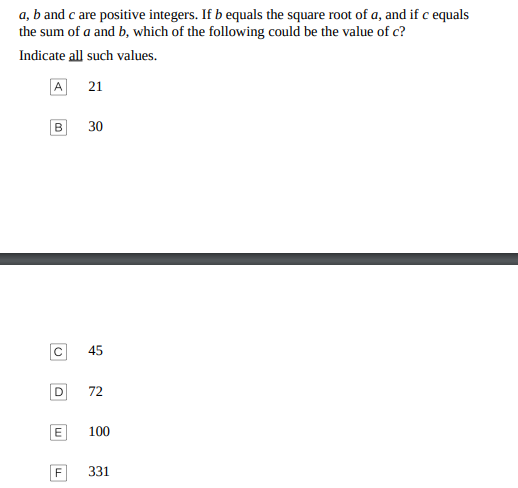 a, b and c are positive integers. If b equals the square root of a, and if c equals
the sum of a and b, which of the following could be the value of c?
Indicate all such values.
A 21
B 30
C 45
D 72
E 100
F 331